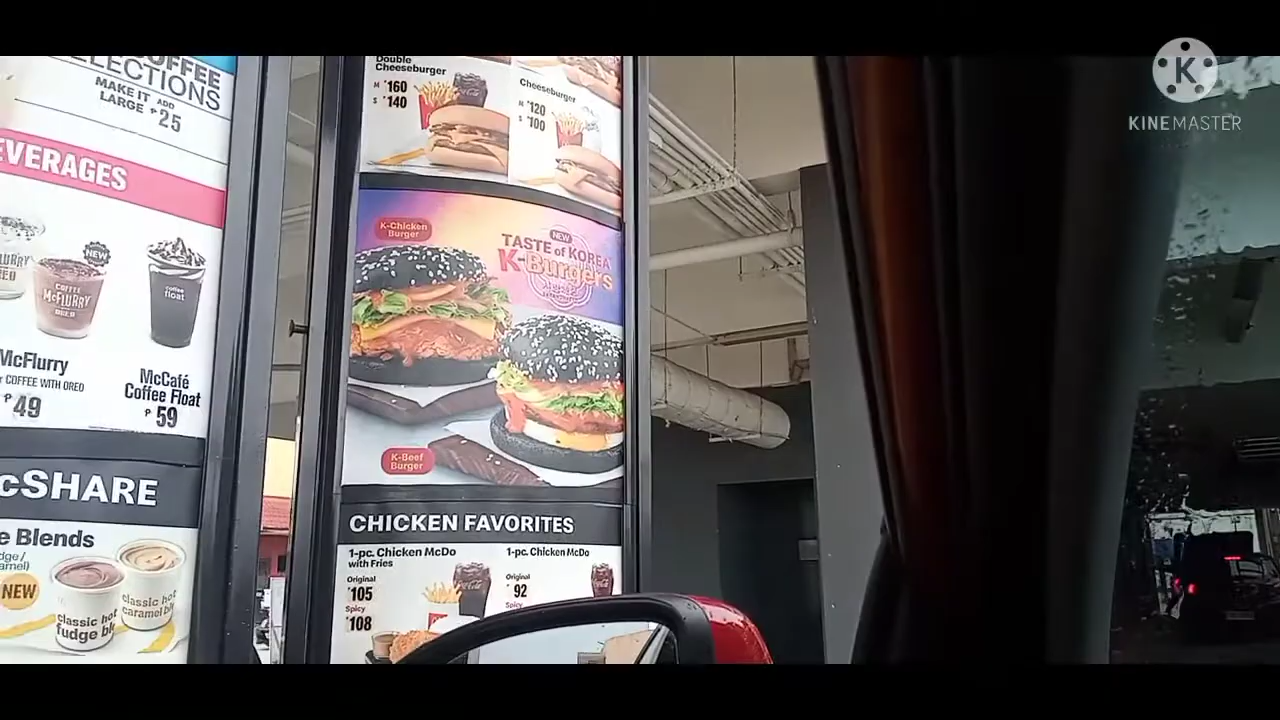 OFFEE
ELECTIONS
MAKE IT ADD
LARGE ₱25
EVERAGES
NEW
COFFEE
McFLURRY
OREO
coffee
float
McFlurry
COFFEE WITH OREO
₱49
McCafé
Coffee Float
₱59
cSHARE
e Blends
NEW
classic hot
fudge
classic hot
caramel
Double
Cheeseburger
M ₱160
S ₱140
Cheeseburger
M ₱120
S ₱100
K-Chicken
Burger
NEW
TASTE of KOREA
K-Burgers
K-Beef
Burger
CHICKEN FAVORITES
1-pc. Chicken McDo
with Fries
Original
₱105
Spicy
₱108
1-pc. Chicken McDo
Original
₱92
Spicy
KINEMASTER